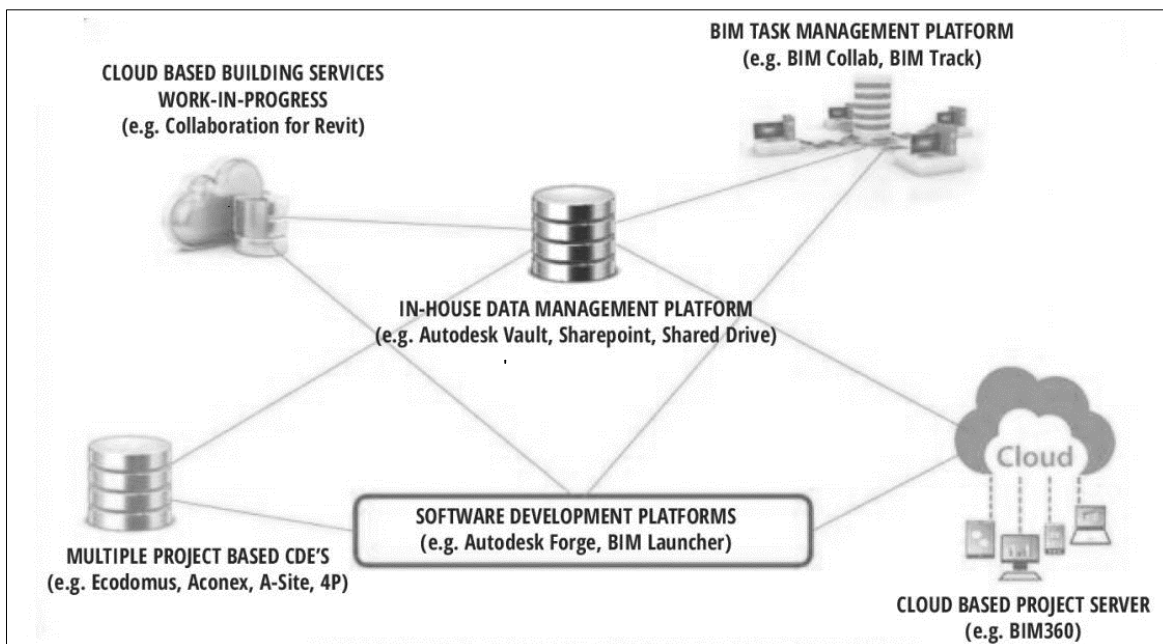 BIM TASK MANAGEMENT PLATFORM
(e.g. BIM Collab, BIM Track)
CLOUD BASED BUILDING SERVICES
WORK-IN-PROGRESS
(e.g. Collaboration for Revit)
IN-HOUSE DATA MANAGEMENT PLATFORM
(e.g. Autodesk Vault, Sharepoint, Shared Drive)
Cloud
SOFTWARE DEVELOPMENT PLATFORMS
(e.g. Autodesk Forge, BIM Launcher)
MULTIPLE PROJECT BASED CDE'S
(e.g. Ecodomus, Aconex, A-Site, 4P)
CLOUD BASED PROJECT SERVER
(e.g. BIM360)